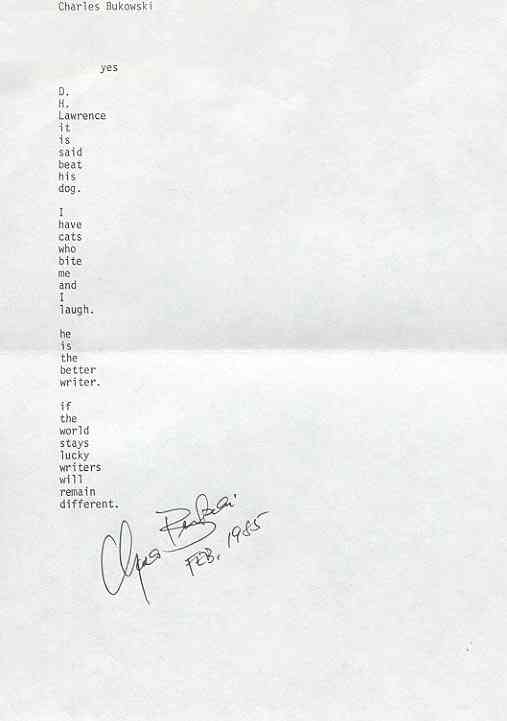 Charles Bukowski
yes
D.
H.
Lawrence
it
is
said
beat
his
dog.
I
have
cats
who
bite
me
and
I
laugh.
he
is
the
better
writer.
if
the
world
stays
lucky
writers
will
remain
different.
Charles Bukowski
FEB. 1985